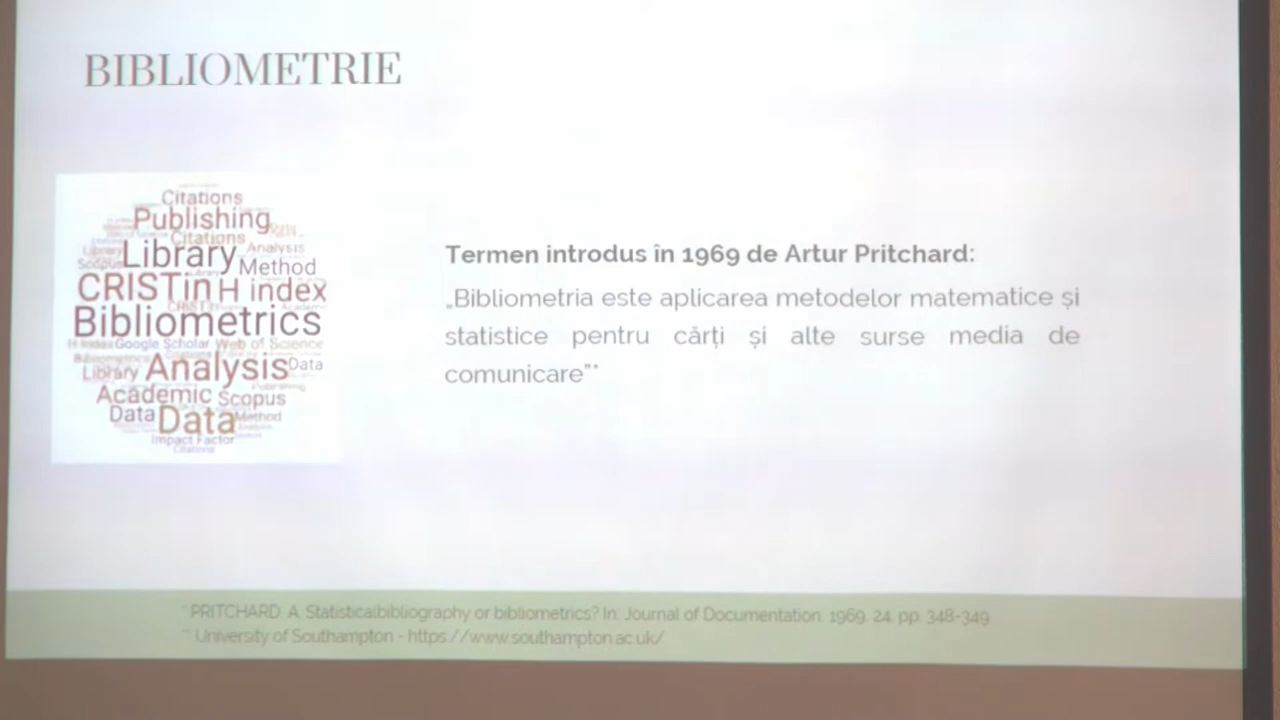 BIBLIOMETRIE
Citations
Publishing
Citations
Library Analysis
Method
CRISTin H index
Bibliometrics
Google Scholar Web of Science
Library Analysis Data
Academic Scopus
Data Data Method
Impact Factor
Citations
Termen introdus în 1969 de Artur Pritchard:
„Bibliometria este aplicarea metodelor matematice și
statistice pentru cărți și alte surse media de
comunicare”*
* PRITCHARD. A. Statisticalbibliography or bibliometrics? In: Journal of Documentation. 1969. 24. pp. 348-349
** University of Southampton - https://www.southampton.ac.uk/